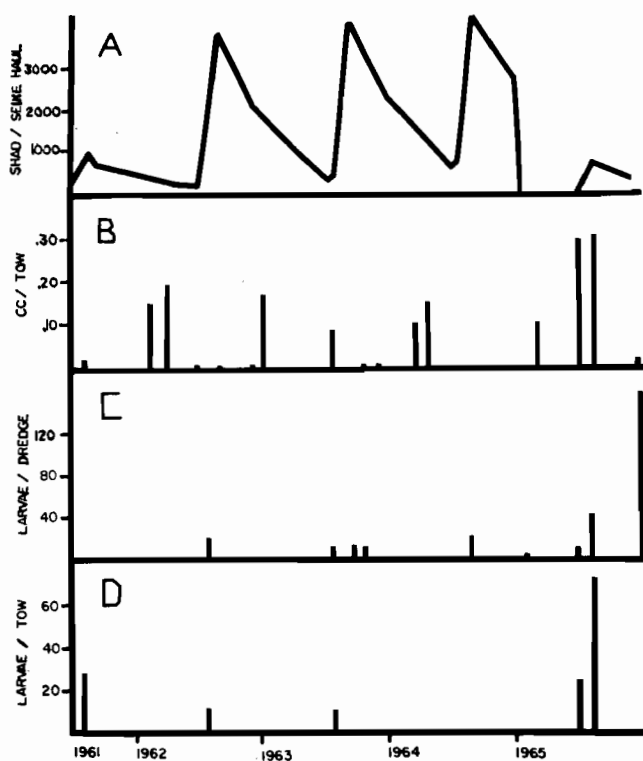 A
SHAD / SEINE HAUL
3000
2000
1000
B
CC / TOW
.30
.20
.10
C
LARVAE / DREDGE
120
80
40
D
LARVAE / TOW
60
40
20
1961 1962 1963 1964 1965